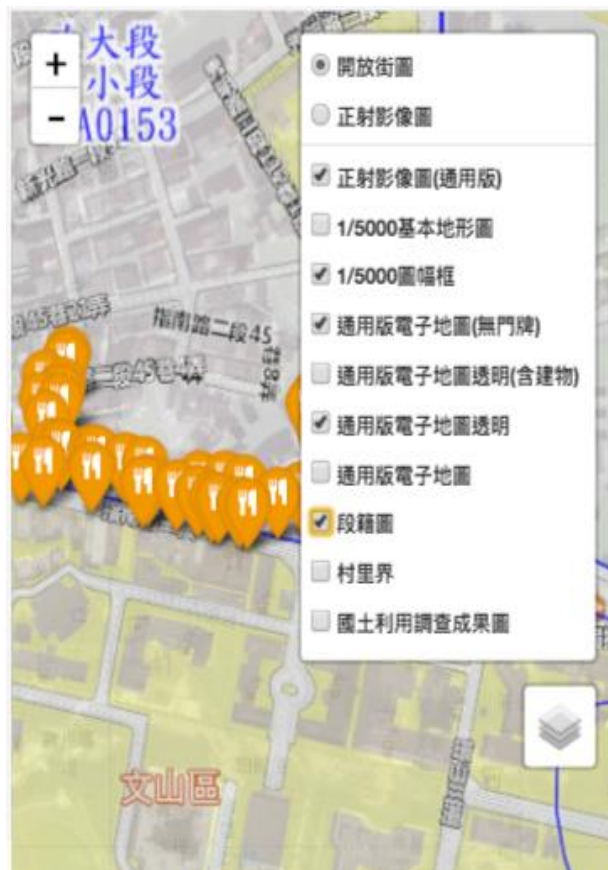 大段
小段
A0153
+
−
指南路二段45
文山區
開放街圖
正射影像圖
正射影像圖(通用版)
1/5000基本地形圖
1/5000圖幅框
通用版電子地圖(無門牌)
通用版電子地圖透明(含建物)
通用版電子地圖透明
通用版電子地圖
段籍圖
村里界
國土利用調查成果圖